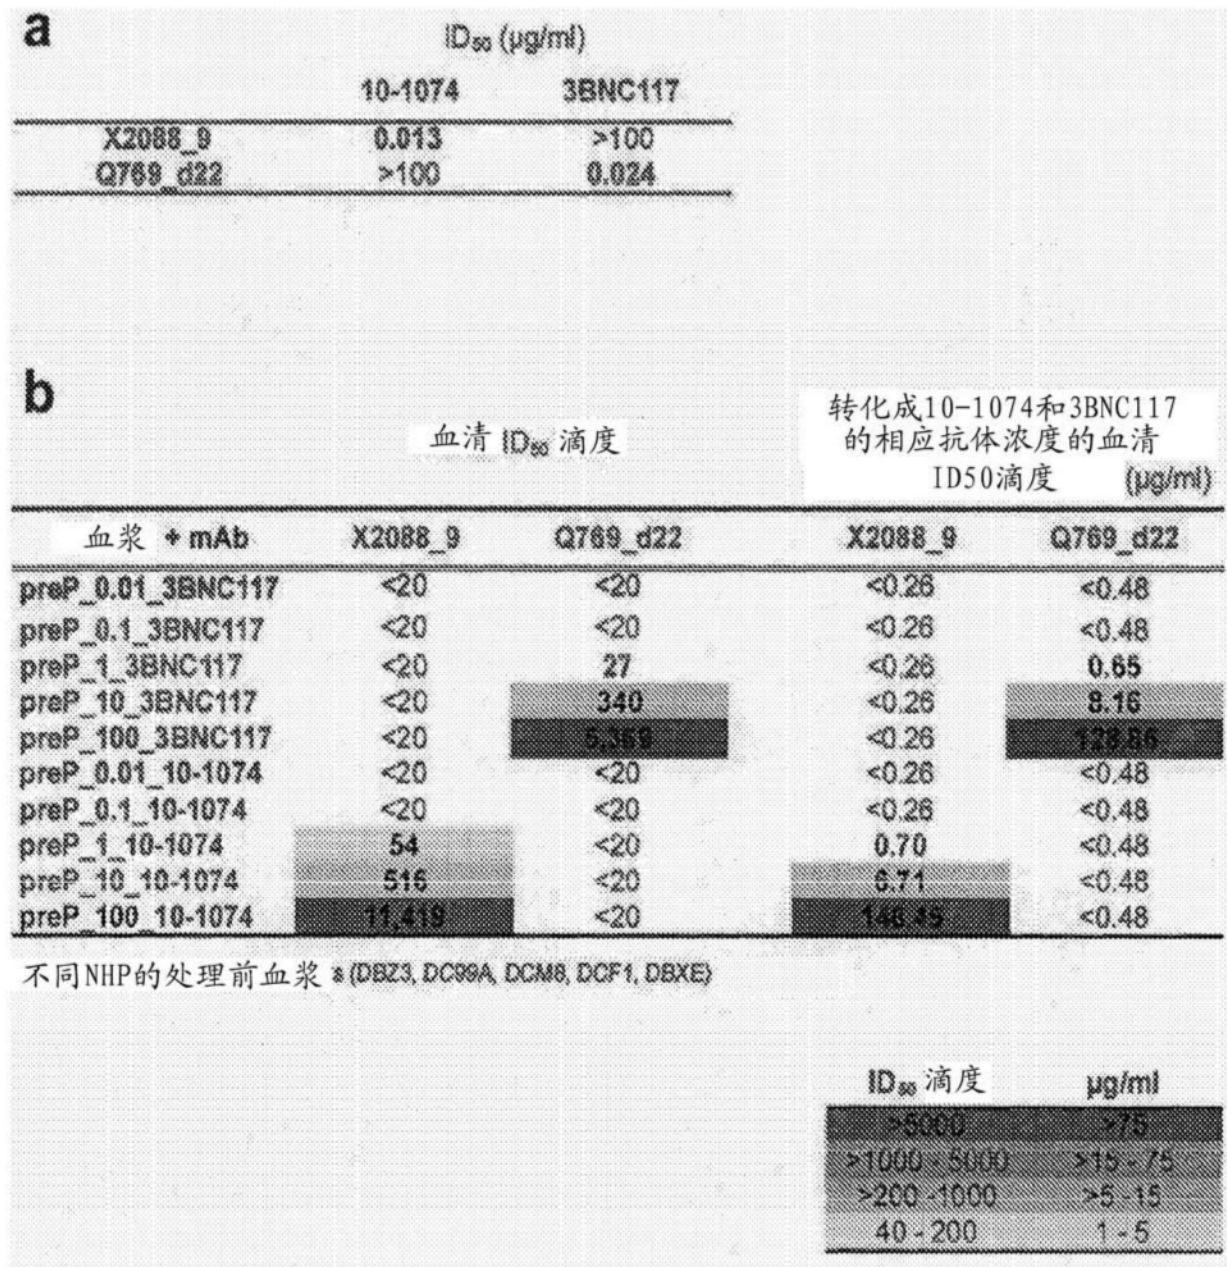 a
ID₅₀ (µg/ml)
10-1074 3BNC117
X2088_9 0.013 >100
Q769_d22 >100 0.024
b
血清 ID₅₀ 滴度
转化成10-1074和3BNC117
的相应抗体浓度的血清
ID50滴度 (µg/ml)
血浆 + mAb X2088_9 Q769_d22 X2088_9 Q769_d22
preP_0.01_3BNC117 <20 <20 <0.26 <0.48
preP_0.1_3BNC117 <20 <20 <0.26 <0.48
preP_1_3BNC117 <20 27 <0.26 0.65
preP_10_3BNC117 <20 340 <0.26 8.16
preP_100_3BNC117 <20 5,369 <0.26 128.86
preP_0.01_10-1074 <20 <20 <0.26 <0.48
preP_0.1_10-1074 <20 <20 <0.26 <0.48
preP_1_10-1074 54 <20 0.70 <0.48
preP_10_10-1074 516 <20 6.71 <0.48
preP_100_10-1074 11,419 <20 148.45 <0.48
不同NHP的处理前血浆 s (DBZ3, DC99A, DCM8, DCF1, DBXE)
ID₅₀ 滴度 µg/ml
>5000 >75
>1000 - 5000 >15 - 75
>200 -1000 >5 -15
40 - 200 1 - 5